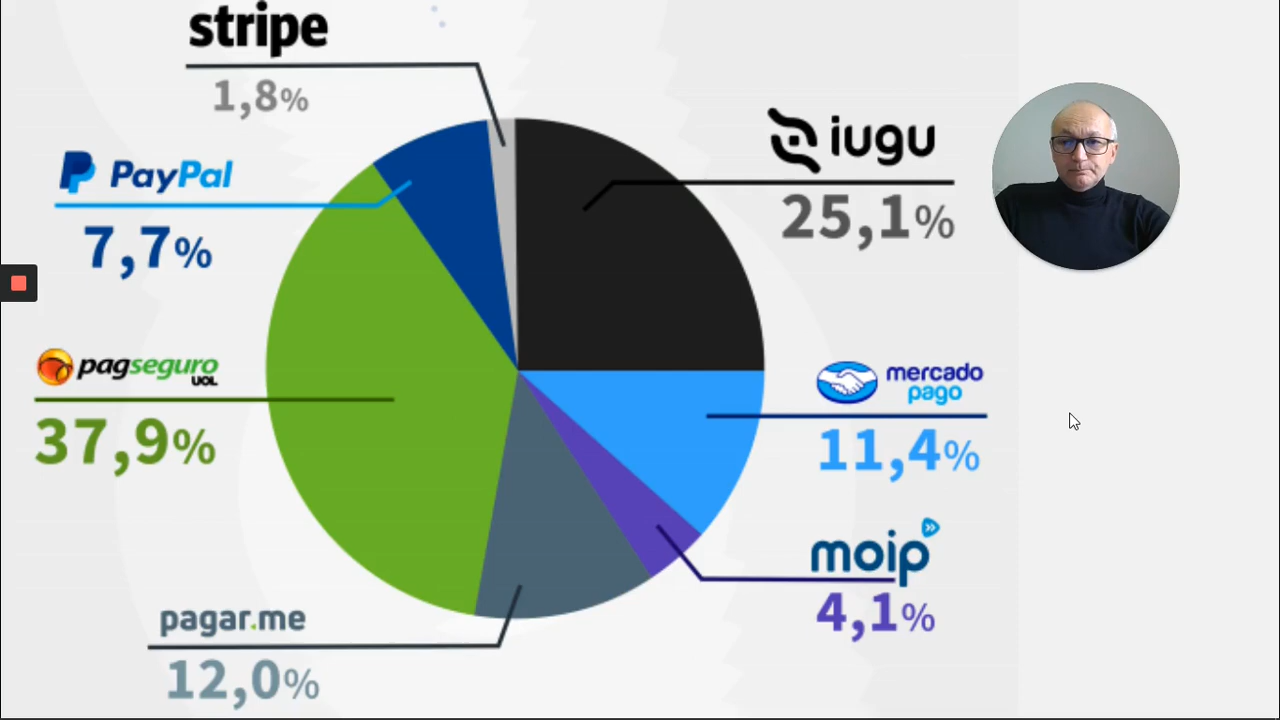 stripe
1,8%
iugu
25,1%
PayPal
7,7%
pagseguro
UOL
37,9%
mercado
pago
11,4%
moip
4,1%
pagar.me
12,0%